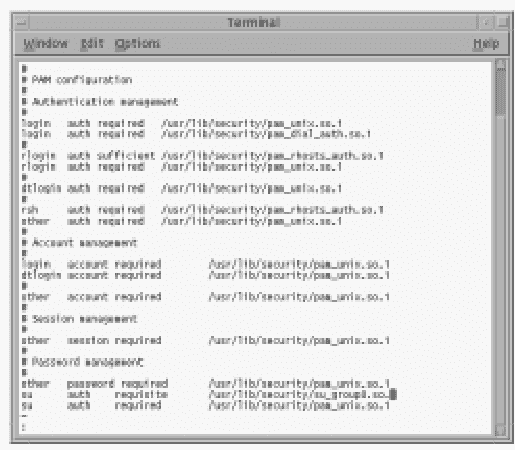 Terminal
Window Edit Options Help
#
# PAM configuration
#
# Authentication management
#
login auth required /usr/lib/security/pam_unix.so.1
login auth required /usr/lib/security/pam_dial_auth.so.1
#
rlogin auth sufficient /usr/lib/security/pam_rhosts_auth.so.1
rlogin auth required /usr/lib/security/pam_unix.so.1
#
dtlogin auth required /usr/lib/security/pam_unix.so.1
#
rsh auth required /usr/lib/security/pam_rhosts_auth.so.1
other auth required /usr/lib/security/pam_unix.so.1
#
# Account management
#
login account required /usr/lib/security/pam_unix.so.1
dtlogin account required /usr/lib/security/pam_unix.so.1
#
other account required /usr/lib/security/pam_unix.so.1
#
# Session management
#
other session required /usr/lib/security/pam_unix.so.1
#
# Password management
#
other password required /usr/lib/security/pam_unix.so.1
su auth requisite
su auth required /usr/lib/security/pam_unix.so.1
~
: